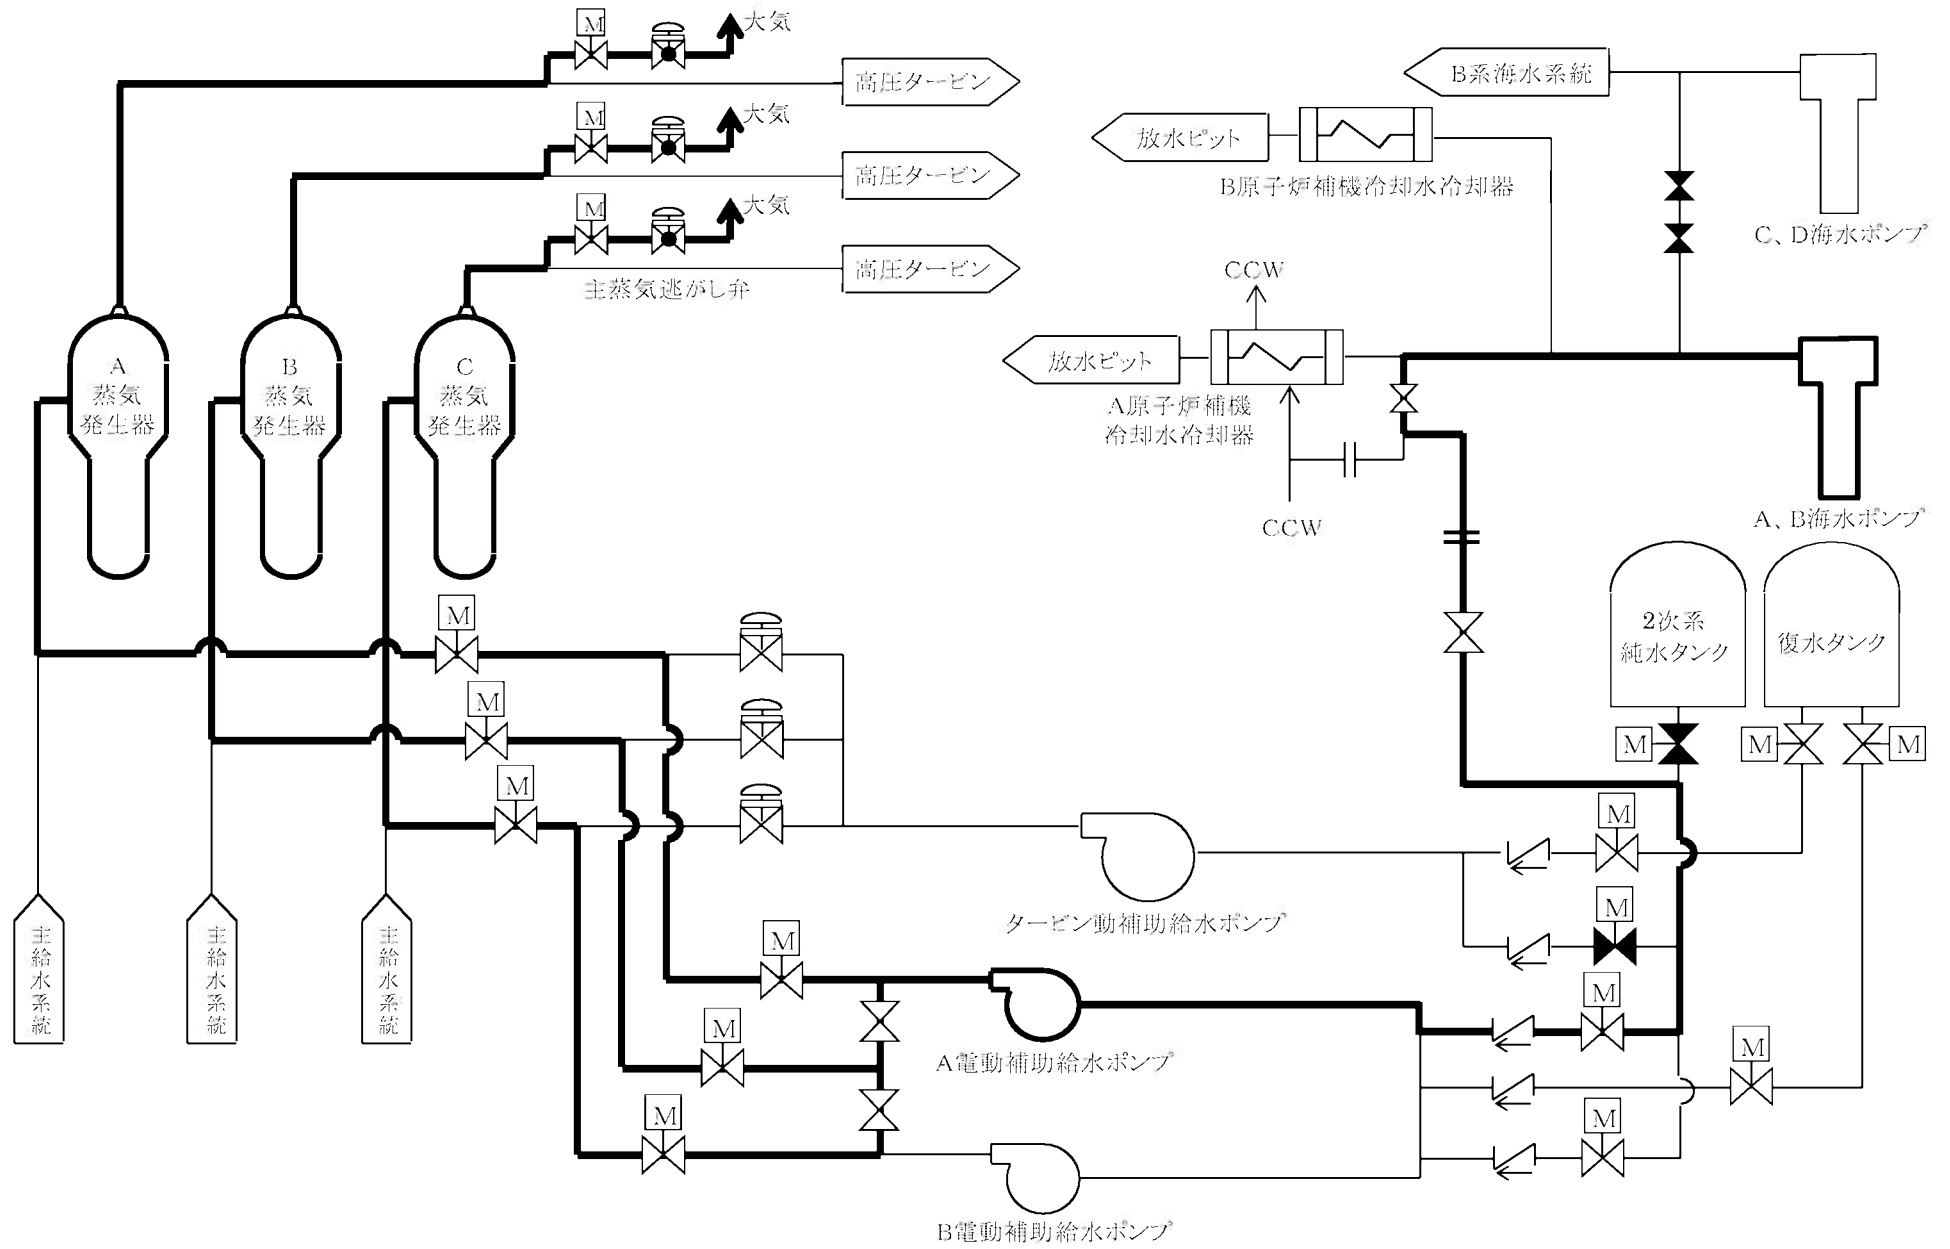 M
大気
高圧タービン
M
大気
高圧タービン
M
大気
高圧タービン
主蒸気逃がし弁
B系海水系統
放水ピット
B原子炉補機冷却水冷却器
C、D海水ポンプ
CCW
放水ピット
A原子炉補機
冷却水冷却器
CCW
A、B海水ポンプ
A
蒸気
発生器
B
蒸気
発生器
C
蒸気
発生器
M
M
M
2次系
純水タンク
復水タンク
M
M
M
M
M
M
M
M
タービン動補助給水ポンプ
主給水系統
主給水系統
主給水系統
M
M
M
A電動補助給水ポンプ
B電動補助給水ポンプ